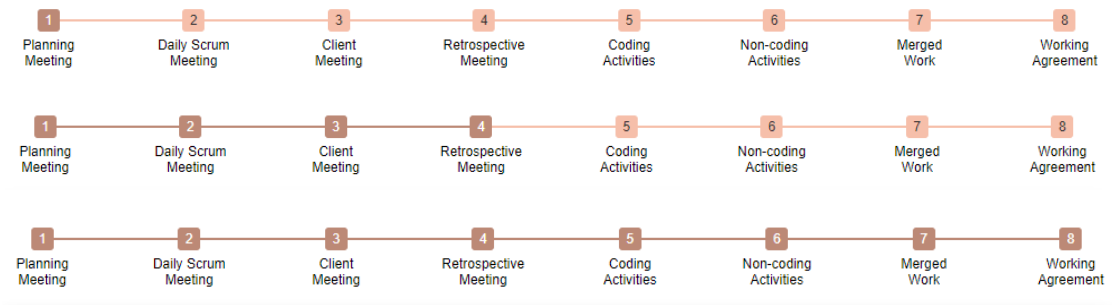 1 2 3 4 5 6 7 8
Planning Daily Scrum Client Retrospective Coding Non-coding Merged Working
Meeting Meeting Meeting Meeting Activities Activities Work Agreement
1 2 3 4 5 6 7 8
Planning Daily Scrum Client Retrospective Coding Non-coding Merged Working
Meeting Meeting Meeting Meeting Activities Activities Work Agreement
1 2 3 4 5 6 7 8
Planning Daily Scrum Client Retrospective Coding Non-coding Merged Working
Meeting Meeting Meeting Meeting Activities Activities Work Agreement